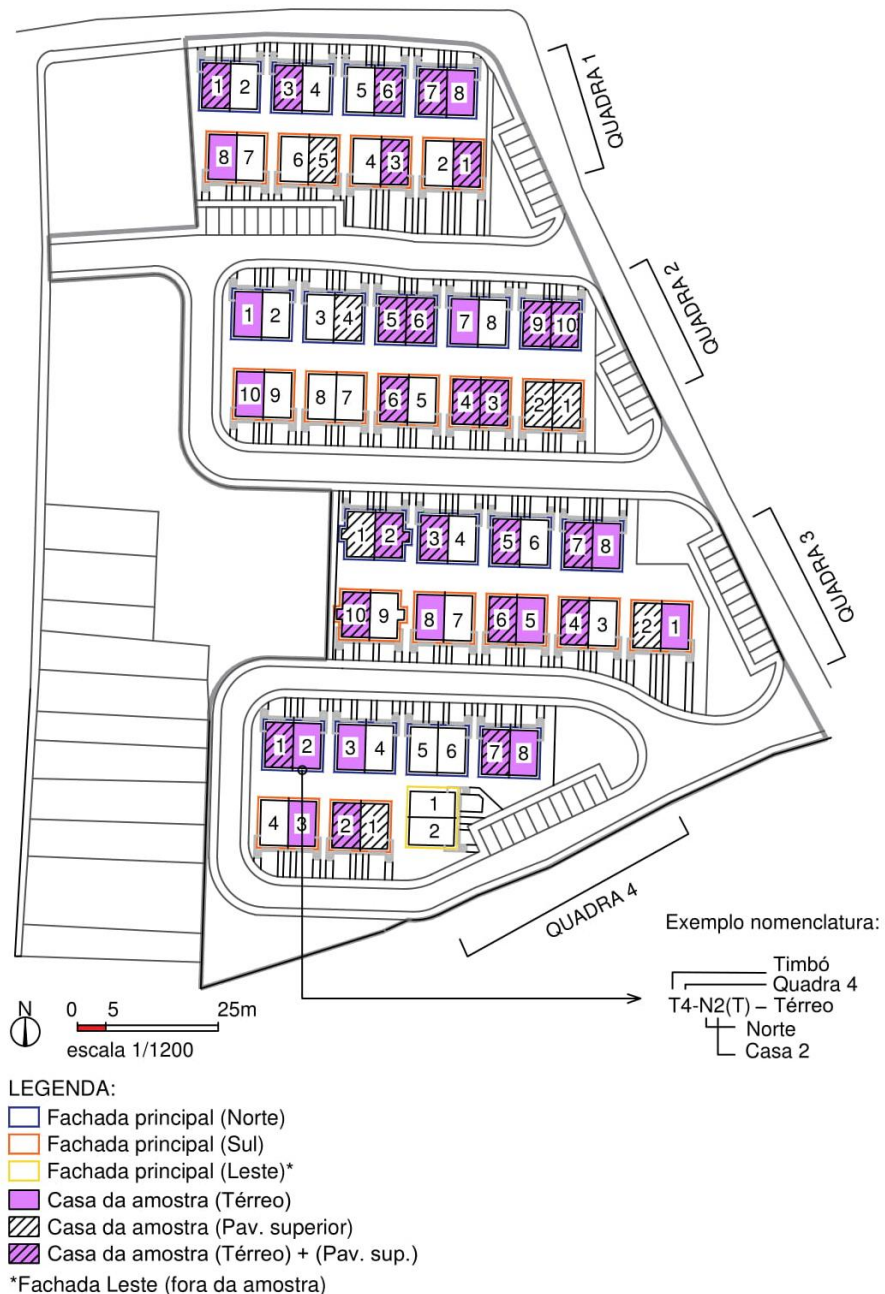 QUADRA 1
1 2 3 4 5 6 7 8
8 7 6 5 4 3 2 1
QUADRA 2
1 2 3 4 5 6 7 8 9 10
10 9 8 7 6 5 4 3 2 1
QUADRA 3
1 2 3 4 5 6 7 8
10 9 8 7 6 5 4 3 2 1
1 2 3 4 5 6 7 8
4 3 2 1 1
2
QUADRA 4
Exemplo nomenclatura:
Timbó
Quadra 4
T4-N2(T) – Térreo
Norte
Casa 2
N 0 5 25m
escala 1/1200
LEGENDA:
Fachada principal (Norte)
Fachada principal (Sul)
Fachada principal (Leste)*
Casa da amostra (Térreo)
Casa da amostra (Pav. superior)
Casa da amostra (Térreo) + (Pav. sup.)
*Fachada Leste (fora da amostra)